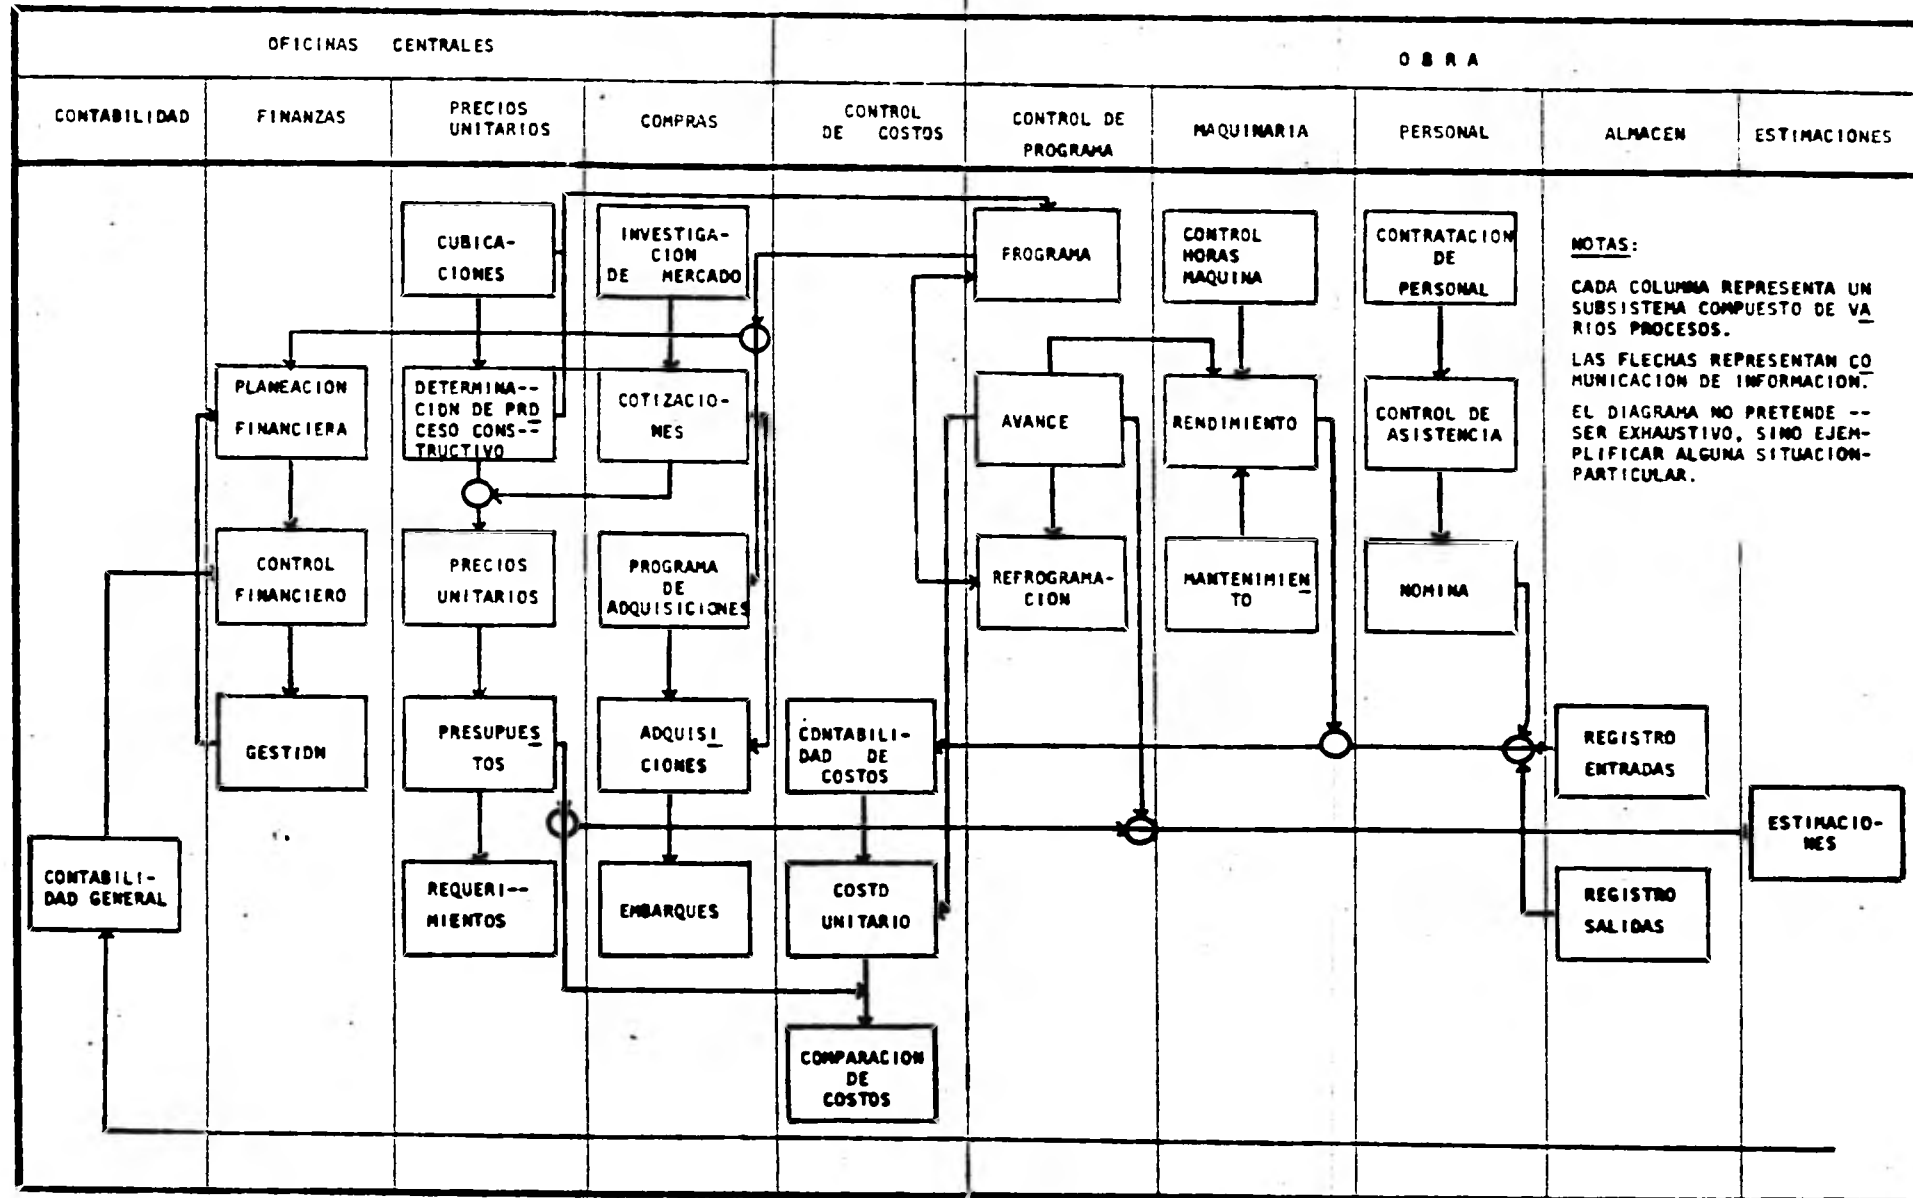 OFICINAS CENTRALES
O B R A
CONTABILIDAD
FINANZAS
PRECIOS
UNITARIOS
COMPRAS
CONTROL
DE COSTOS
CONTROL DE
PROGRAMA
MAQUINARIA
PERSONAL
ALMACEN
ESTIMACIONES
CUBICA-
CIONES
INVESTIGA-
CION
DE MERCADO
PROGRAMA
CONTROL
HORAS
MAQUINA
CONTRATACION
DE
PERSONAL
NOTAS:
CADA COLUMNA REPRESENTA UN
SUBSISTEMA COMPUESTO DE VA
RIOS PROCESOS.
LAS FLECHAS REPRESENTAN CO
MUNICACION DE INFORMACION.
EL DIAGRAMA NO PRETENDE --
SER EXHAUSTIVO, SINO EJEM-
PLIFICAR ALGUNA SITUACION-
PARTICULAR.
PLANEACION
FINANCIERA
DETERMINA--
CION DE PRO
CESO CONS--
TRUCTIVO
COTIZACIO-
NES
AVANCE
RENDIMIENTO
CONTROL DE
ASISTENCIA
CONTROL
FINANCIERO
PRECIOS
UNITARIOS
PROGRAMA
DE
ADQUISICIONES
REPROGRAMA-
CION
MANTENIMIEN
TO
NOMINA
GESTION
PRESUPUES
TOS
ADQUISI
CIONES
CONTABILI-
DAD DE
COSTOS
REGISTRO
ENTRADAS
ESTIMACIO-
NES
CONTABILI-
DAD GENERAL
REQUERI--
MIENTOS
EMBARQUES
COSTO
UNITARIO
REGISTRO
SALIDAS
COMPARACION
DE
COSTOS